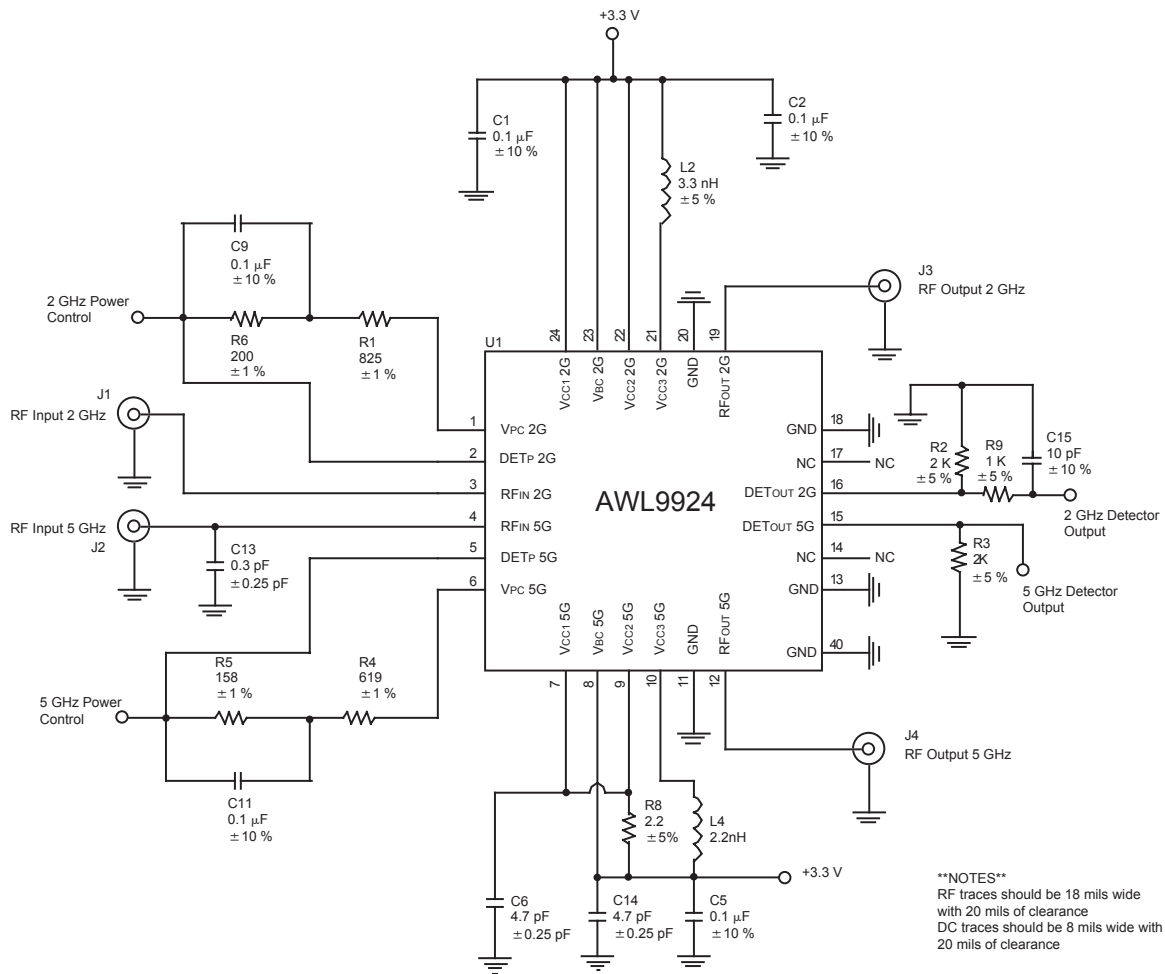 +3.3 V
C1
0.1 µF
±10 %
C2
0.1 µF
±10 %
L2
3.3 nH
±5 %
C9
0.1 µF
±10 %
2 GHz Power
Control
R6
200
±1 %
R1
825
±1 %
J1
RF Input 2 GHz
RF Input 5 GHz
J2
C13
0.3 pF
±0.25 pF
J3
RF Output 2 GHz
U1
24
23
22
21
20
19
VCC1 2G
VBC 2G
VCC2 2G
VCC3 2G
GND
RFOUT 2G
1
VPC 2G
2
DETP 2G
3
RFIN 2G
4
RFIN 5G
5
DETP 5G
6
VPC 5G
AWL9924
GND
18
NC
17
NC
DETOUT 2G
16
DETOUT 5G
15
NC
14
NC
GND
13
GND
40
R2
2 K
±5 %
R9
1 K
±5 %
C15
10 pF
±10 %
2 GHz Detector
Output
R3
2K
±5 %
5 GHz Detector
Output
VCC1 5G
VBC 5G
VCC2 5G
VCC3 5G
GND
RFOUT 5G
7
8
9
10
11
12
R5
158
±1 %
R4
619
±1 %
5 GHz Power
Control
C11
0.1 µF
±10 %
J4
RF Output 5 GHz
R8
2.2
±5%
L4
2.2nH
+3.3 V
C6
4.7 pF
±0.25 pF
C14
4.7 pF
±0.25 pF
C5
0.1 µF
±10 %
**NOTES**
RF traces should be 18 mils wide
with 20 mils of clearance
DC traces should be 8 mils wide with
20 mils of clearance